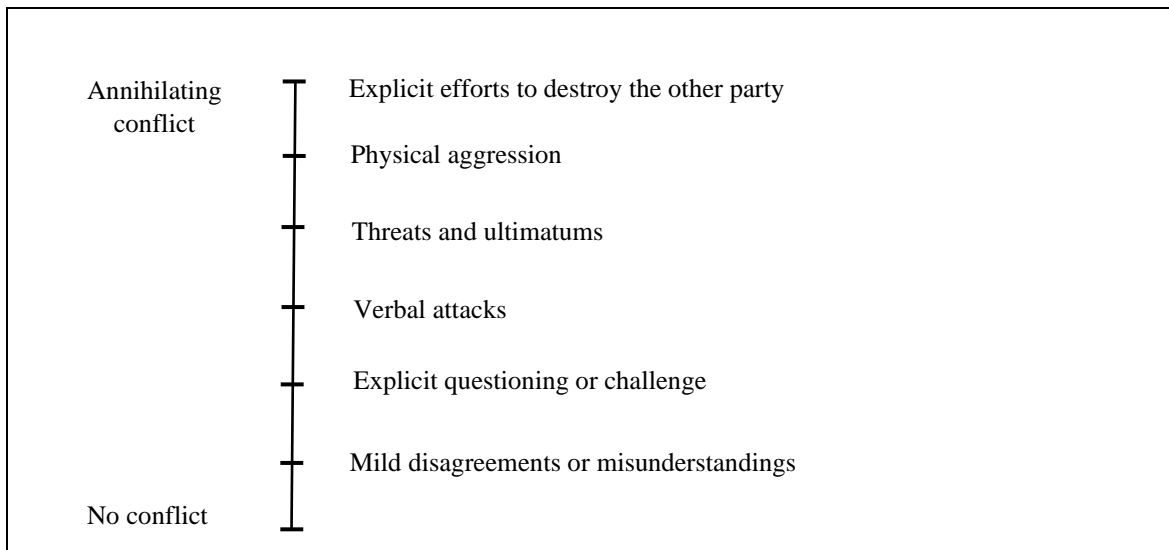 Annihilating
conflict
Explicit efforts to destroy the other party
Physical aggression
Threats and ultimatums
Verbal attacks
Explicit questioning or challenge
Mild disagreements or misunderstandings
No conflict